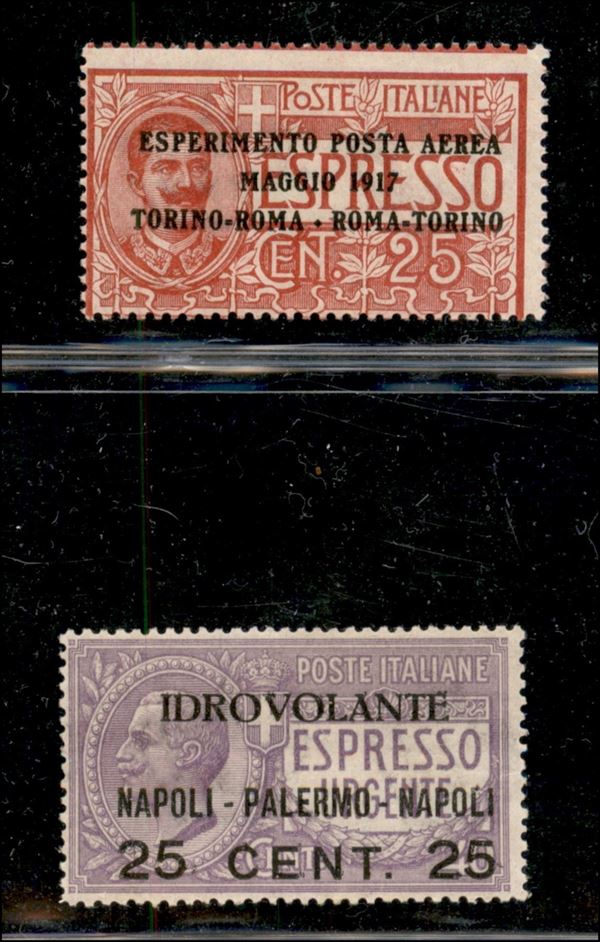 POSTE ITALIANE
ESPERIMENTO POSTA AEREA
ESPRESSO
MAGGIO 1917
TORINO-ROMA • ROMA-TORINO
CENT. 25
POSTE ITALIANE
IDROVOLANTE
ESPRESSO
URGENTE
NAPOLI - PALERMO - NAPOLI
25 CENT. 25